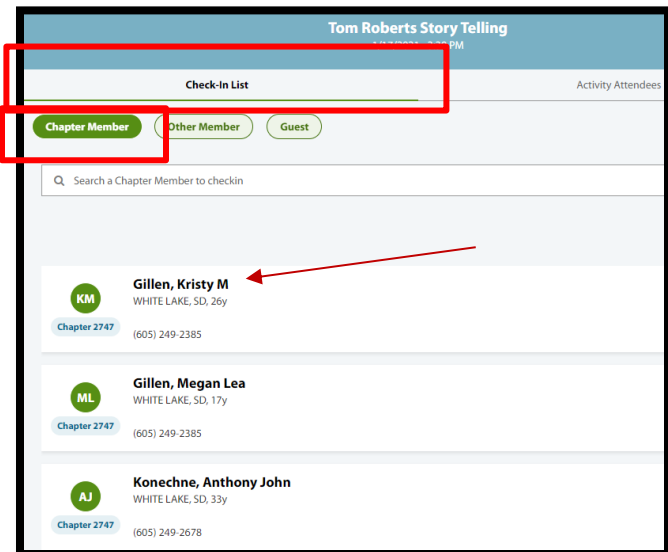 Tom Roberts Story Telling
PM
Check-In List
Activity Attendees
Chapter Member
Other Member
Guest
Search a Chapter Member to checkin
KM
Gillen, Kristy M
WHITE LAKE, SD, 26y
Chapter 2747
(605) 249-2385
ML
Gillen, Megan Lea
WHITE LAKE, SD, 17y
Chapter 2747
(605) 249-2385
AJ
Konechne, Anthony John
WHITE LAKE, SD, 33y
Chapter 2747
(605) 249-2678